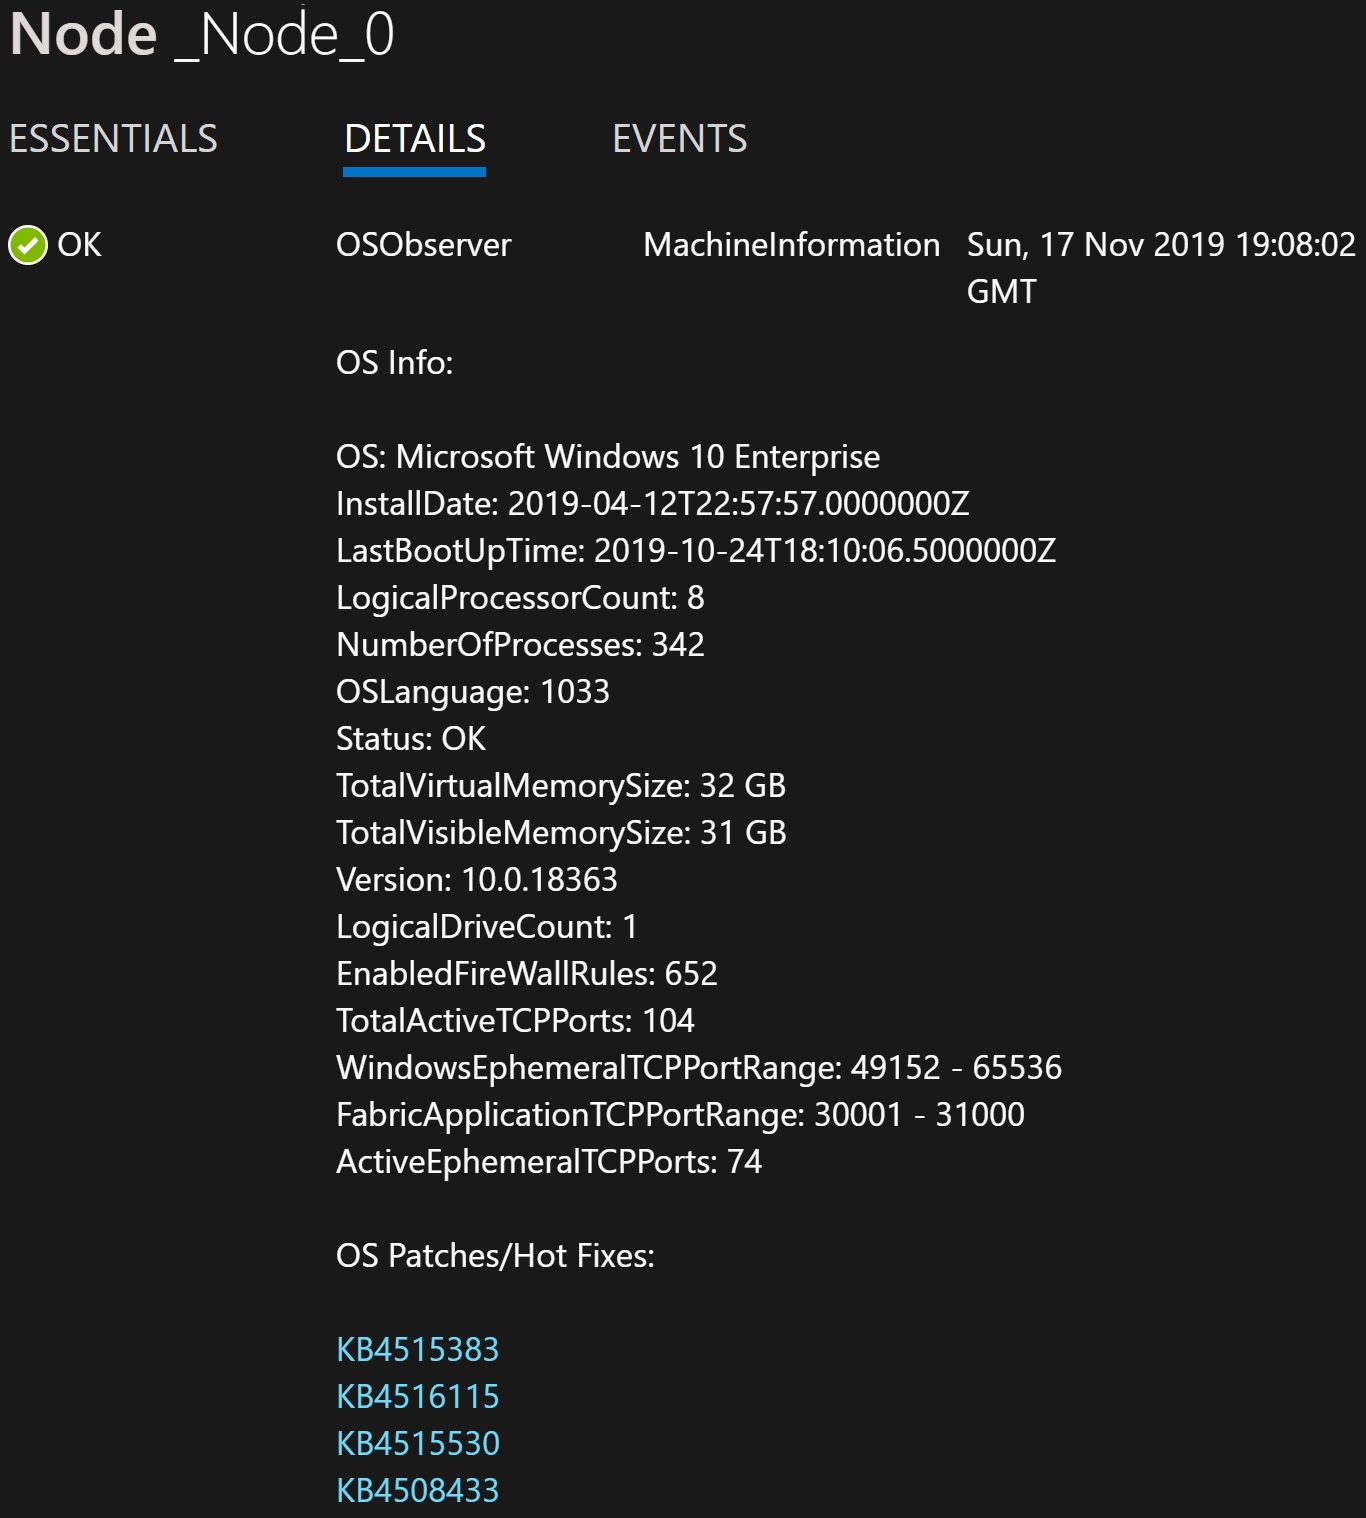 Node _Node_0
ESSENTIALS DETAILS EVENTS
OK OSObserver MachineInformation Sun, 17 Nov 2019 19:08:02
GMT
OS Info:
OS: Microsoft Windows 10 Enterprise
InstallDate: 2019-04-12T22:57:57.0000000Z
LastBootUpTime: 2019-10-24T18:10:06.5000000Z
LogicalProcessorCount: 8
NumberOfProcesses: 342
OSLanguage: 1033
Status: OK
TotalVirtualMemorySize: 32 GB
TotalVisibleMemorySize: 31 GB
Version: 10.0.18363
LogicalDriveCount: 1
EnabledFireWallRules: 652
TotalActiveTCPPorts: 104
WindowsEphemeralTCPPortRange: 49152 - 65536
FabricApplicationTCPPortRange: 30001 - 31000
ActiveEphemeralTCPPorts: 74
OS Patches/Hot Fixes:
KB4515383
KB4516115
KB4515530
KB4508433